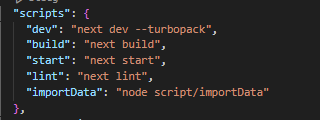 "scripts": {
"dev": "next dev --turbopack",
"build": "next build",
"start": "next start",
"lint": "next lint",
"importData": "node script/importData"
},